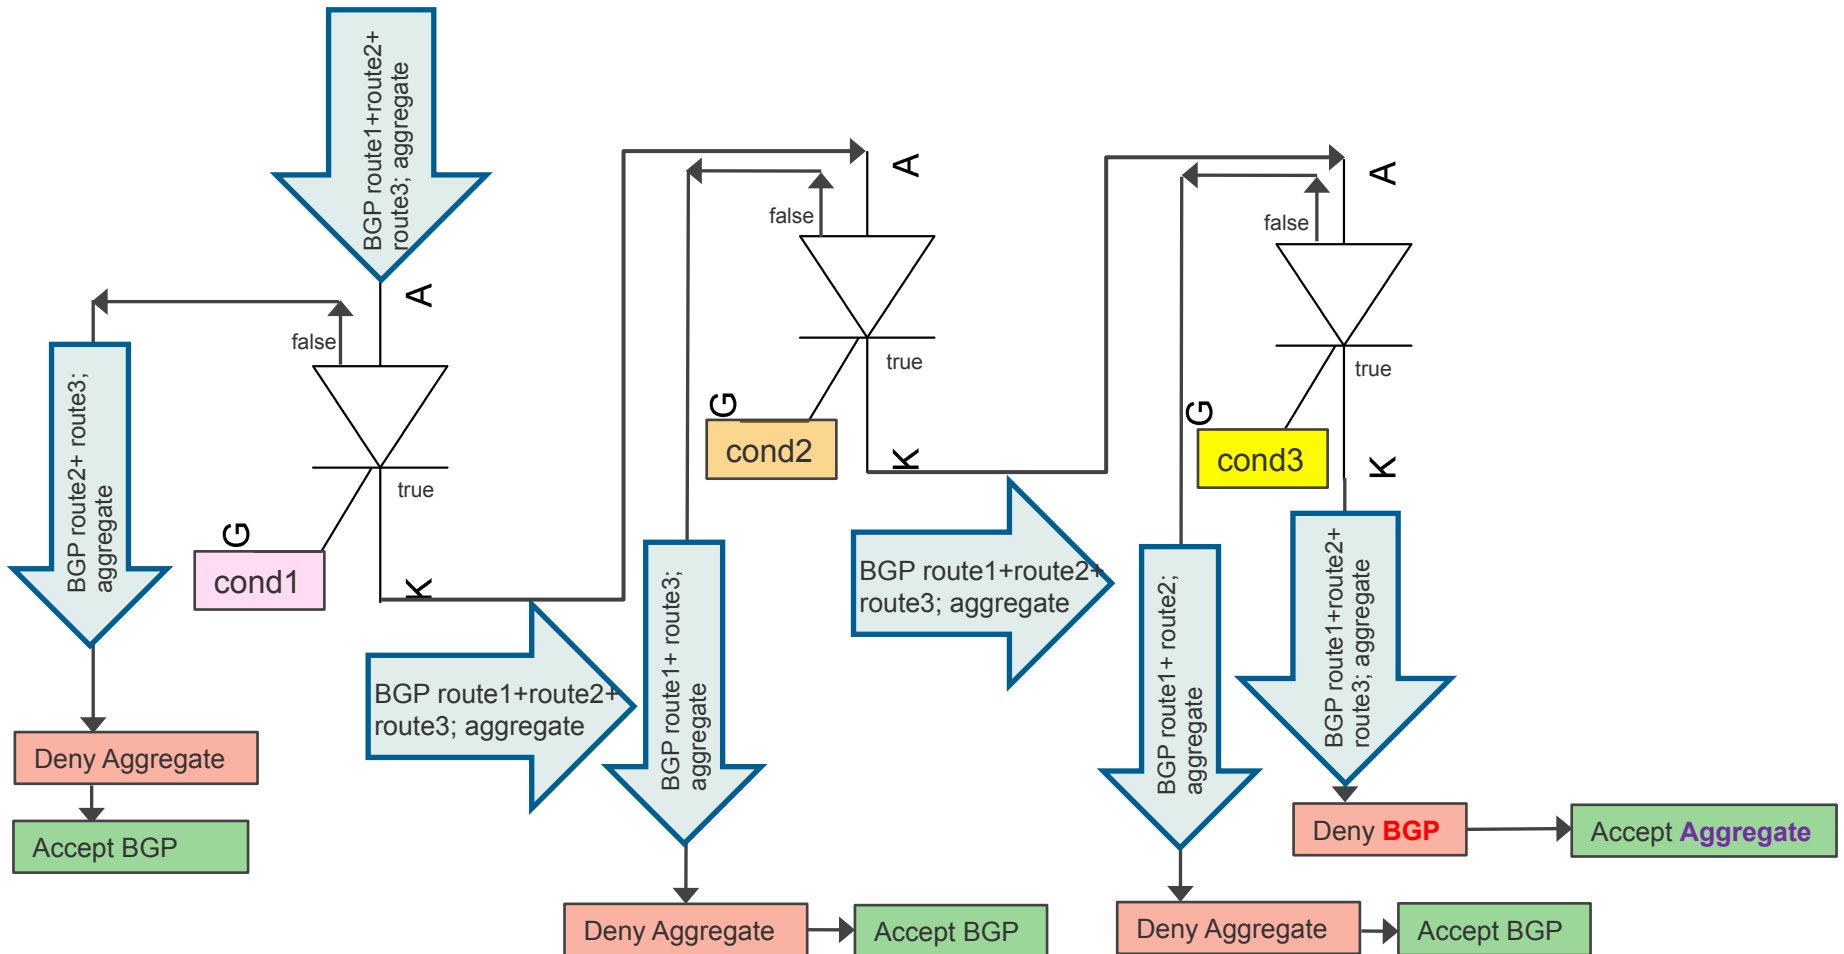 BGP route1+route2+
route3; aggregate
A
false
true
G
cond1
K
BGP route2+ route3;
aggregate
Deny Aggregate
Accept BGP
BGP route1+route2+
route3; aggregate
A
false
true
G
cond2
K
BGP route1+ route3;
aggregate
Deny Aggregate
Accept BGP
BGP route1+route2+
route3; aggregate
A
false
true
G
cond3
K
BGP route1+ route2;
aggregate
Deny Aggregate
Accept BGP
BGP route1+route2+
route3; aggregate
Deny BGP
Accept Aggregate